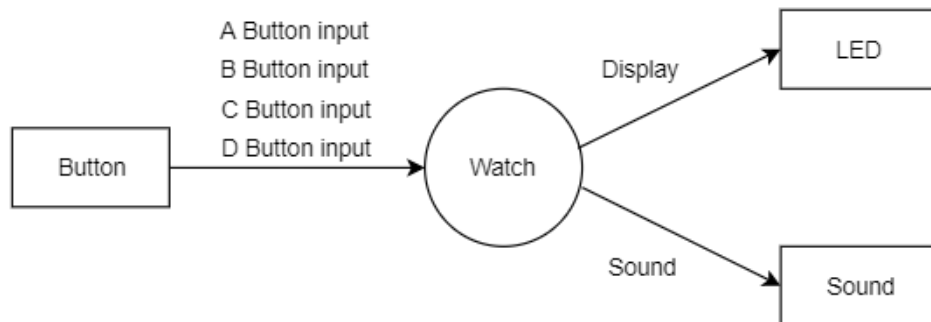 A Button input
B Button input
C Button input
D Button input
Button
Watch
Display
LED
Sound
Sound